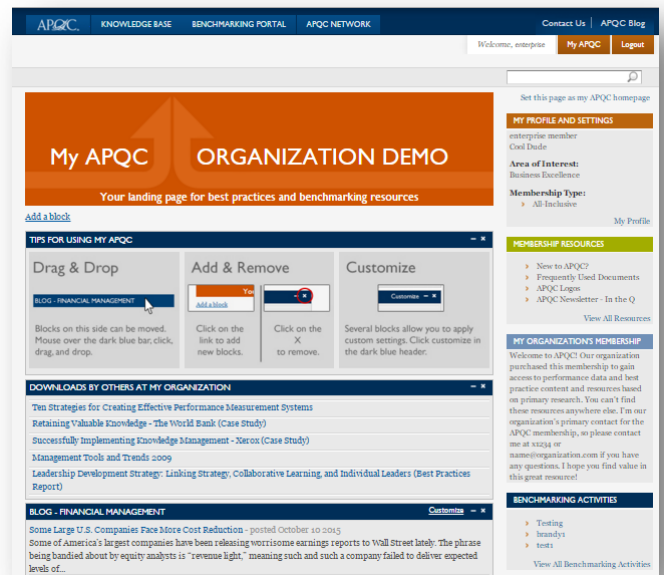 APQC. KNOWLEDGE BASE BENCHMARKING PORTAL APQC NETWORK Contact Us | APQC Blog
Welcome, enterprise My APQC Logout
Set this page as my APQC homepage
My APQC ORGANIZATION DEMO
Your landing page for best practices and benchmarking resources
Add a block
TIPS FOR USING MY APQC
Drag & Drop
BLOG - FINANCIAL MANAGEMENT
Blocks on this side can be moved.
Mouse over the dark blue bar, click,
drag, and drop.
Add & Remove
You
Add a block
Click on the
link to add
new blocks.
Click on the
X
to remove.
Customize
Customize - x
Several blocks allow you to apply
custom settings. Click customize in
the dark blue header.
DOWNLOADS BY OTHERS AT MY ORGANIZATION
Ten Strategies for Creating Effective Performance Measurement Systems
Retaining Valuable Knowledge - The World Bank (Case Study)
Successfully Implementing Knowledge Management - Xerox (Case Study)
Management Tools and Trends 2009
Leadership Development Strategy: Linking Strategy, Collaborative Learning, and Individual Leaders (Best Practices
Report)
BLOG - FINANCIAL MANAGEMENT Customize - x
Some Large U.S. Companies Face More Cost Reduction - posted October 10 2015
Some of America's largest companies have been releasing worrisome earnings reports to Wall Street lately. The phrase
being bandied about by equity analysts is "revenue light," meaning such and such a company failed to deliver expected
levels of...
MY PROFILE AND SETTINGS
enterprise member
Cool Dude
Area of Interest:
Business Excellence
Membership Type:
All-Inclusive
My Profile
MEMBERSHIP RESOURCES
New to APQC?
Frequently Used Documents
APQC Logos
APQC Newsletter - In the Q
View All Resources
MY ORGANIZATION'S MEMBERSHIP
Welcome to APQC! Our organization
purchased this membership to gain
access to performance data and best
practice content and resources based
on primary research. You can't find
these resources anywhere else. I'm our
organization's primary contact for the
APQC membership, so please contact
me at x1234 or
name@organization.com if you have
any questions. I hope you find value in
this great resource!
BENCHMARKING ACTIVITIES
Testing
brandys
tests
View All Benchmarking Activities